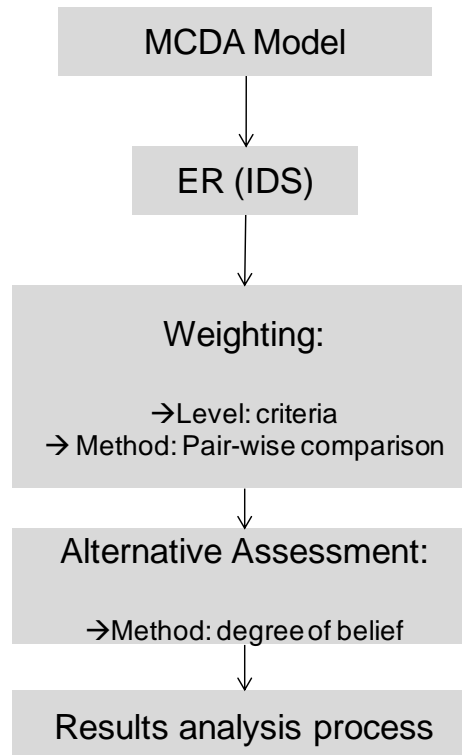 MCDA Model
ER (IDS)
Weighting:
→Level: criteria
→ Method: Pair-wise comparison
Alternative Assessment:
→Method: degree of belief
Results analysis process